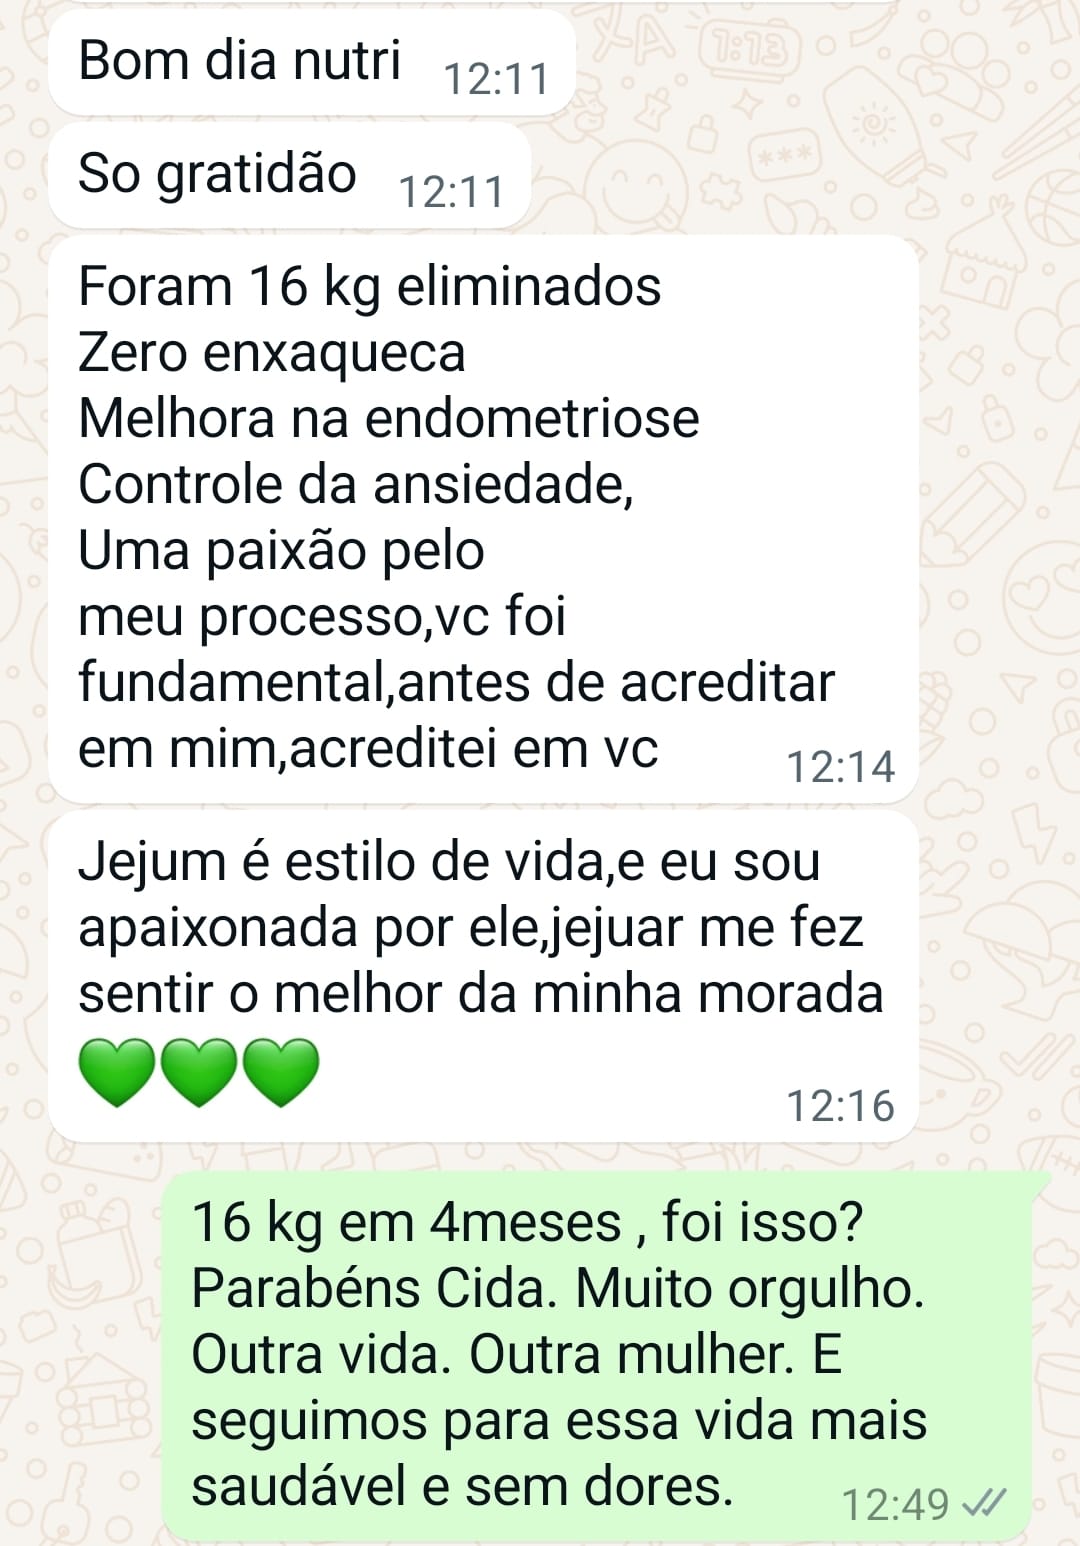 Bom dia nutri 12:11
So gratidão 12:11
Foram 16 kg eliminados
Zero enxaqueca
Melhora na endometriose
Controle da ansiedade,
Uma paixão pelo
meu processo,vc foi
fundamental,antes de acreditar
em mim,acreditei em vc 12:14
Jejum é estilo de vida,e eu sou
apaixonada por ele,jejuar me fez
sentir o melhor da minha morada
💚💚💚 12:16
16 kg em 4meses , foi isso?
Parabéns Cida. Muito orgulho.
Outra vida. Outra mulher. E
seguimos para essa vida mais
saudável e sem dores. 12:49